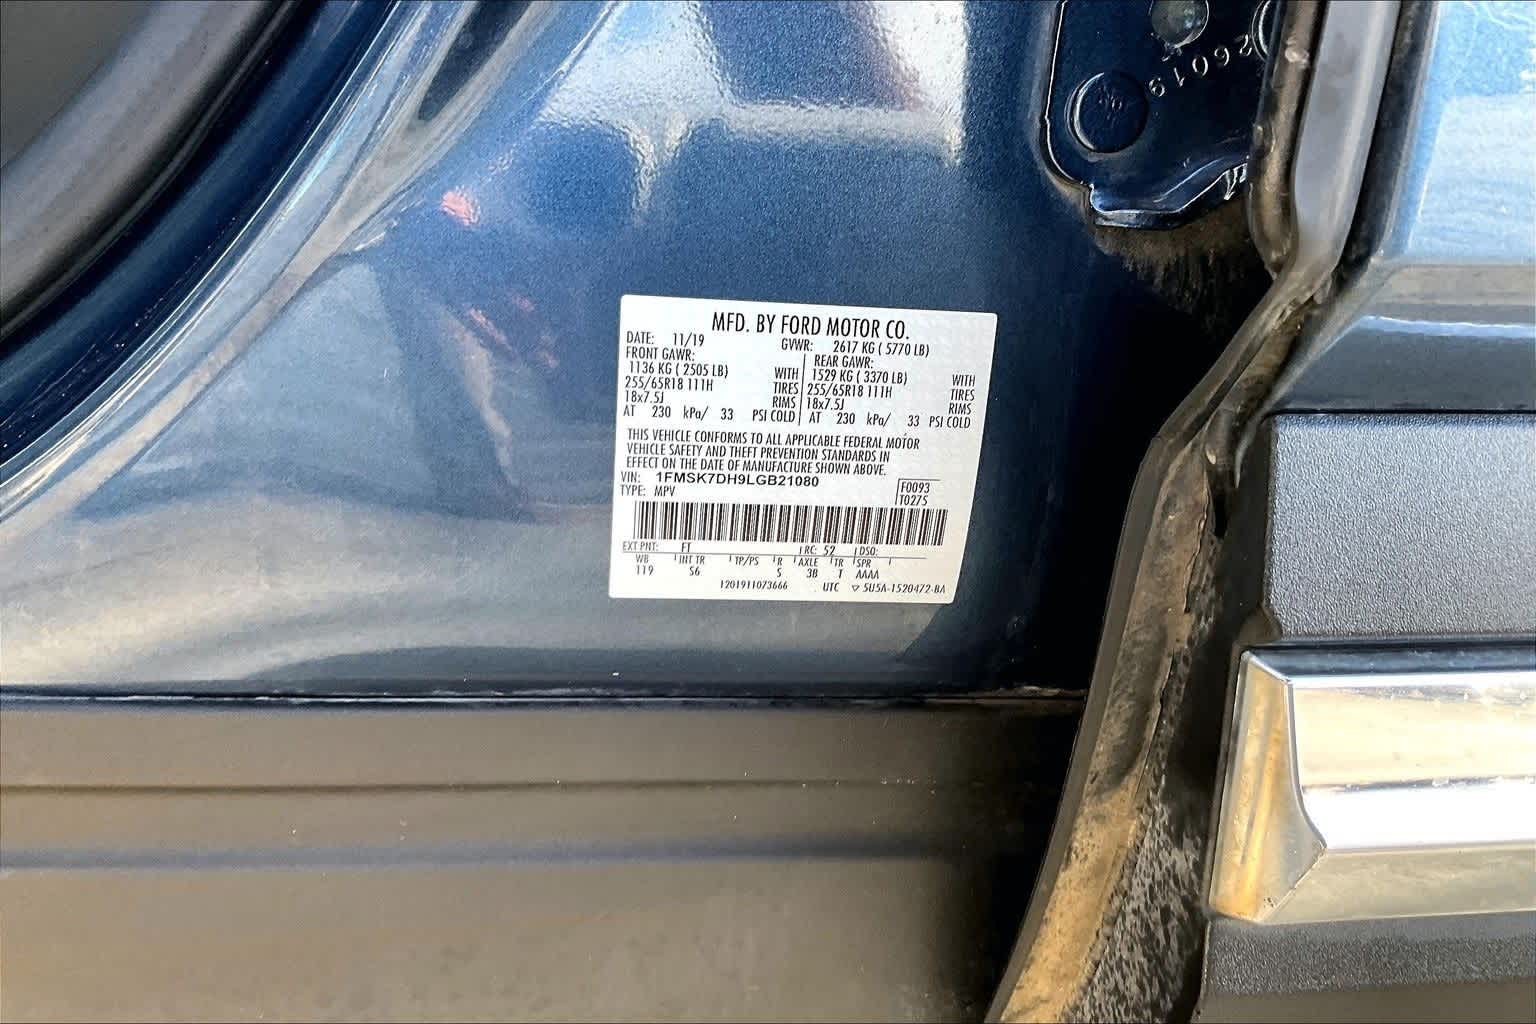 26019
MFD. BY FORD MOTOR CO.
DATE: 11/19 GVWR: 2617 KG ( 5770 LB)
FRONT GAWR: REAR GAWR:
1136 KG ( 2505 LB) WITH 1529 KG ( 3370 LB) WITH
255/65R18 111H TIRES 255/65R18 111H TIRES
18x7.5J RIMS 18x7.5J RIMS
AT 230 kPa/ 33 PSI COLD AT 230 kPa/ 33 PSI COLD
THIS VEHICLE CONFORMS TO ALL APPLICABLE FEDERAL MOTOR
VEHICLE SAFETY AND THEFT PREVENTION STANDARDS IN
EFFECT ON THE DATE OF MANUFACTURE SHOWN ABOVE.
VIN: 1FMSK7DH9LGB21080 F0093
TYPE: MPV T0275
EXT PNT: FT RC: 52 DSO:
WB INT TR TP/PS R AXLE TR SPR
119 S6 5 3B T AAAA
1201911073666 UTC ▽ 5U5A-1520472-BA